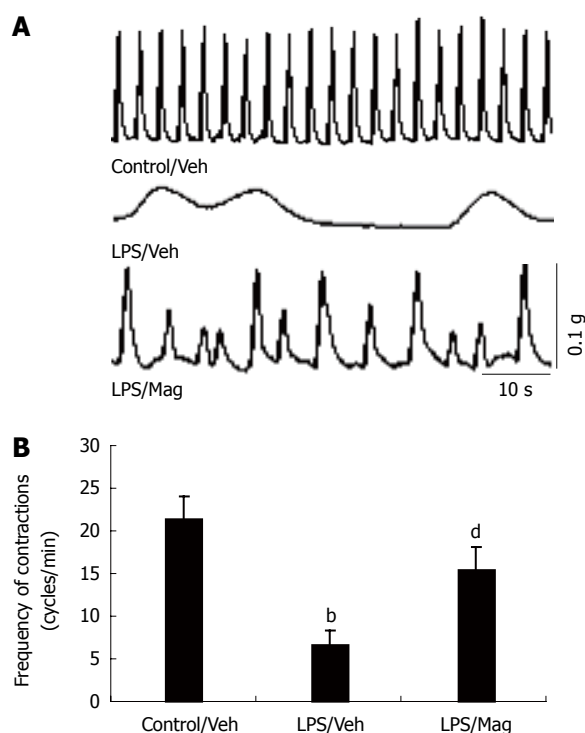 A
Control/Veh
LPS/Veh
LPS/Mag
0.1 g
10 s
B
Frequency of contractions
(cycles/min)
30
25
20
15
10
5
0
b
d
Control/Veh LPS/Veh LPS/Mag